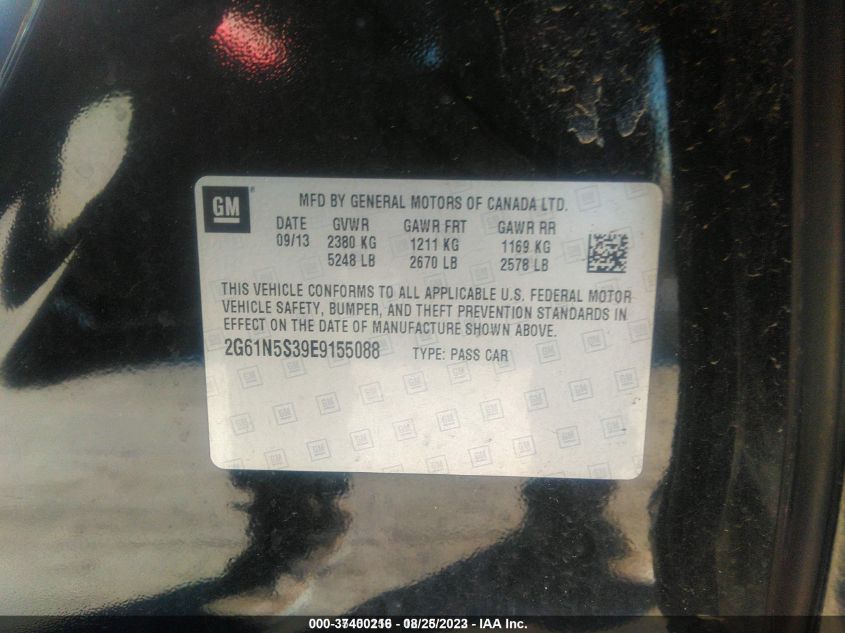 GM
MFD BY GENERAL MOTORS OF CANADA LTD.
DATE GVWR GAWR FRT GAWR RR
09/13 2380 KG 1211 KG 1169 KG
5248 LB 2670 LB 2578 LB
THIS VEHICLE CONFORMS TO ALL APPLICABLE U.S. FEDERAL MOTOR
VEHICLE SAFETY, BUMPER, AND THEFT PREVENTION STANDARDS IN
EFFECT ON THE DATE OF MANUFACTURE SHOWN ABOVE.
2G61N5S39E9155088 TYPE: PASS CAR
- IAA Inc.